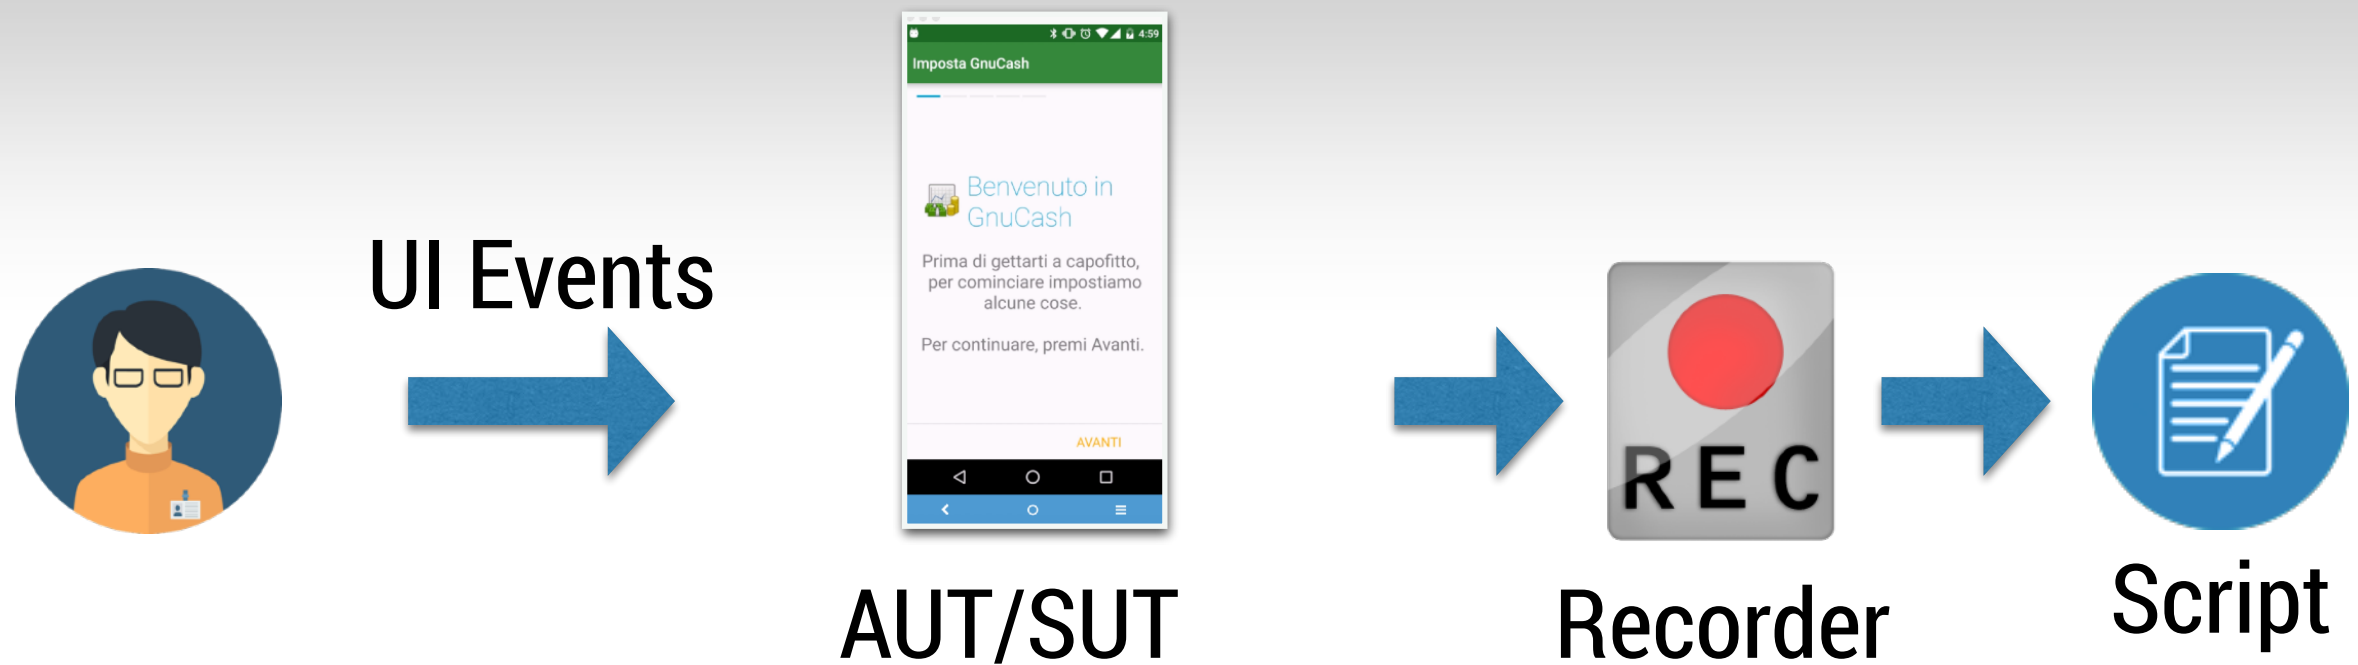 UI Events
4:59
Imposta GnuCash
Benvenuto in
GnuCash
Prima di gettarti a capofitto,
per cominciare impostiamo
alcune cose.
Per continuare, premi Avanti.
AVANTI
AUT/SUT
REC
Recorder
Script